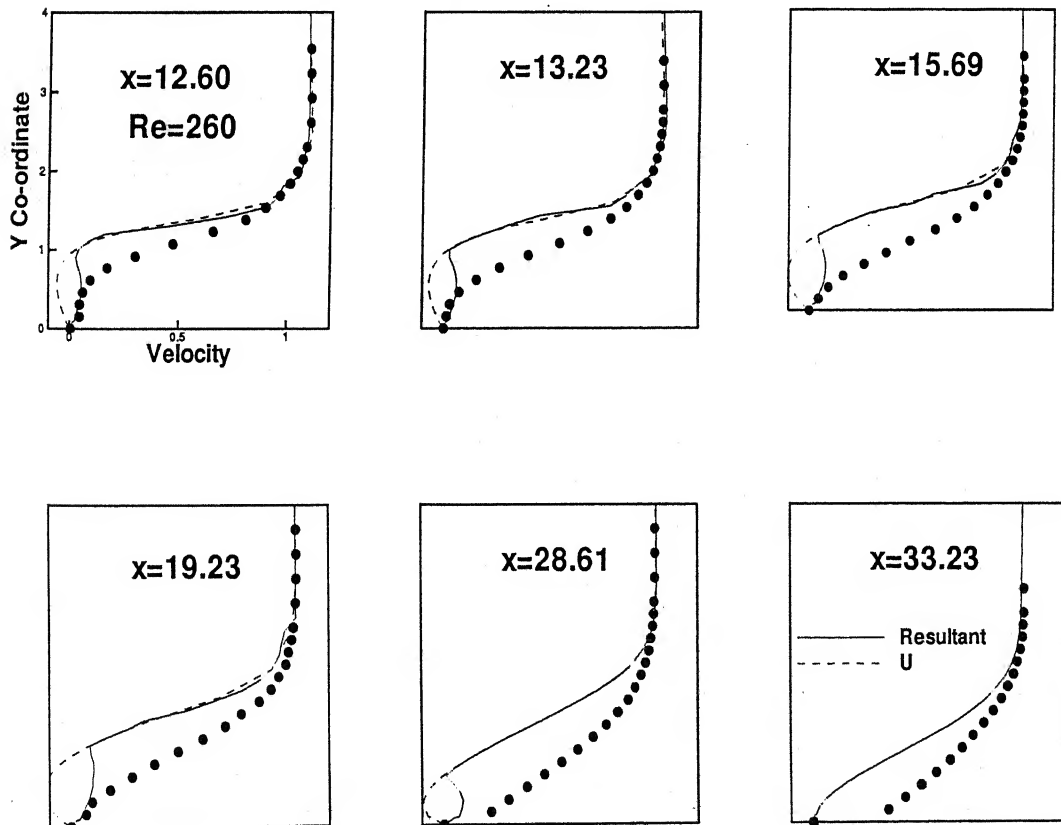 4
3
2
1
0
Y Co-ordinate
x=12.60
Re=260
0
0.5
1
Velocity
x=13.23
x=15.69
x=19.23
x=28.61
x=33.23
Resultant
U